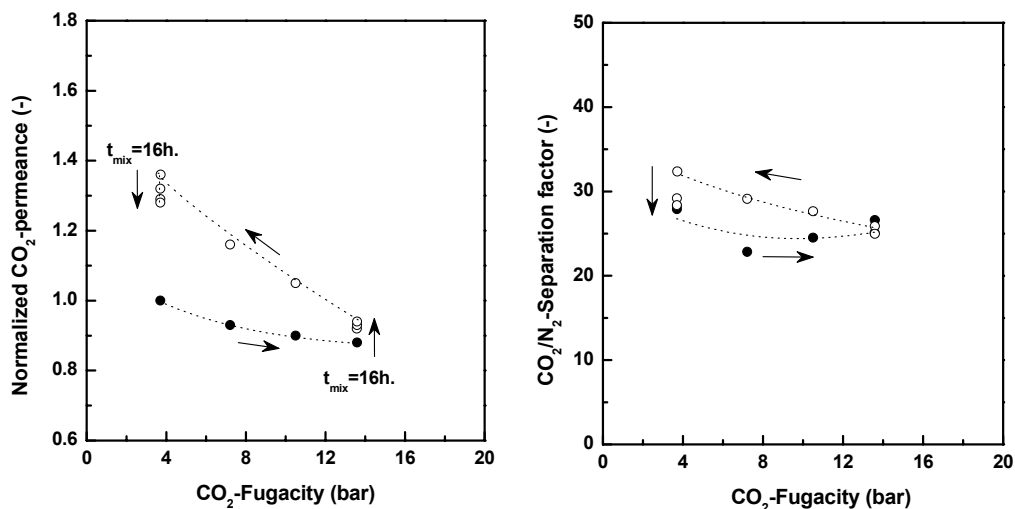 Normalized CO₂-permeance (-)
1.8
1.6
1.4
1.2
1.0
0.8
0.6
t_mix=16h.
t_mix=16h.
0 4 8 12 16 20
CO₂-Fugacity (bar)
CO₂/N₂-Separation factor (-)
50
40
30
20
10
0
0 4 8 12 16 20
CO₂-Fugacity (bar)